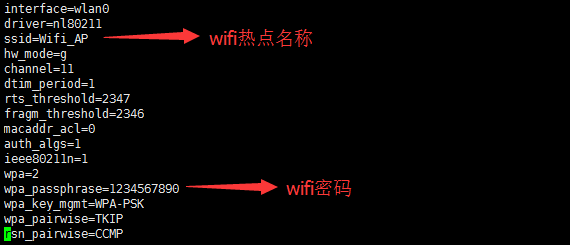 interface=wlan0
driver=nl80211
ssid=Wifi_AP
wifi热点名称
hw_mode=g
channel=11
dtim_period=1
rts_threshold=2347
fragm_threshold=2346
macaddr_acl=0
auth_algs=1
ieee80211n=1
wpa=2
wpa_passphrase=1234567890
wifi密码
wpa_key_mgmt=WPA-PSK
wpa_pairwise=TKIP
rsn_pairwise=CCMP